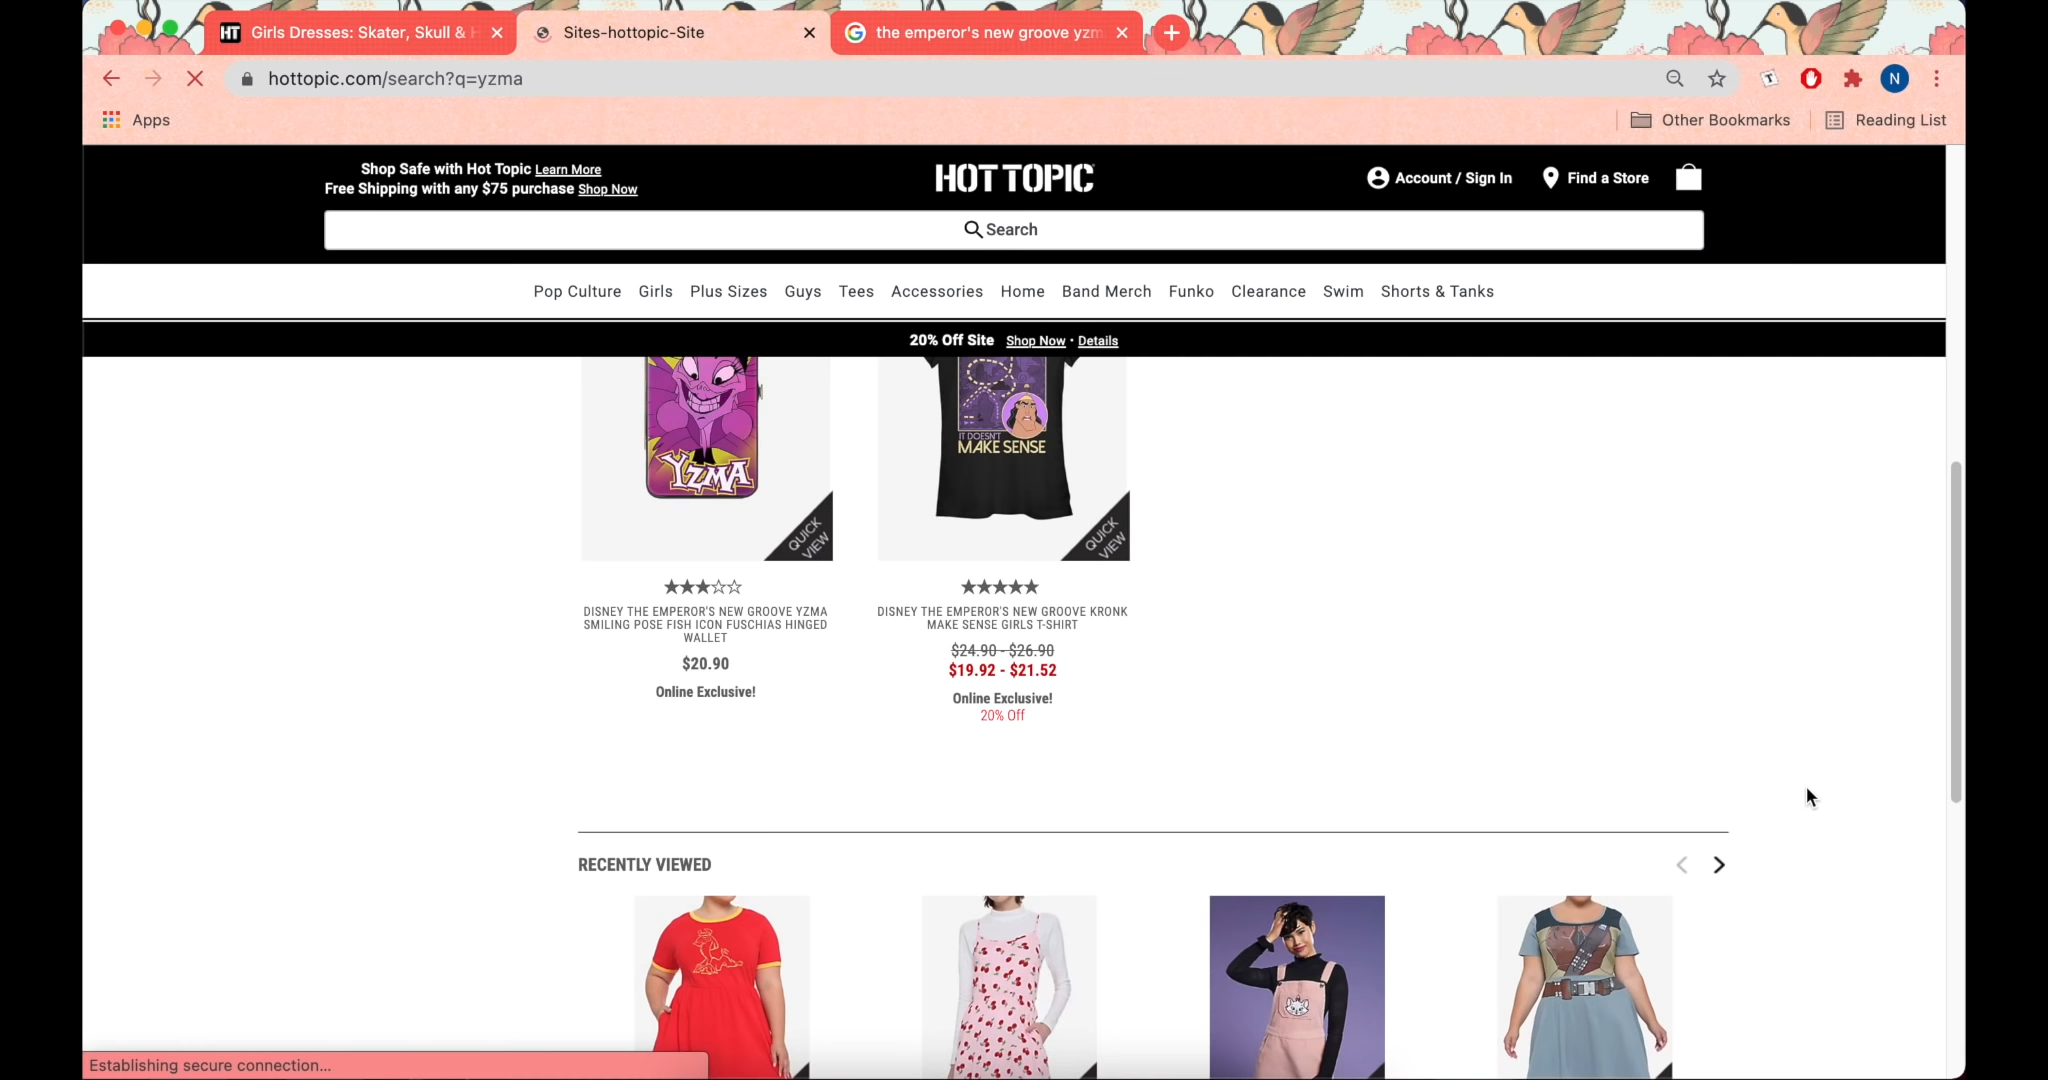 Girls Dresses: Skater, Skull & H
Sites-hottopic-Site
the emperor's new groove yzm
hottopic.com/search?q=yzma
N
Apps
Other Bookmarks
Reading List
Shop Safe with Hot Topic Learn More
Free Shipping with any $75 purchase Shop Now
HOT TOPIC
Account / Sign In
Find a Store
Search
Pop Culture Girls Plus Sizes Guys Tees Accessories Home Band Merch Funko Clearance Swim Shorts & Tanks
20% Off Site Shop Now · Details
YZMA
QUICK
VIEW
IT DOESN'T
MAKE SENSE
QUICK
VIEW
DISNEY THE EMPEROR'S NEW GROOVE YZMA
SMILING POSE FISH ICON FUSCHIAS HINGED
WALLET
$20.90
Online Exclusive!
DISNEY THE EMPEROR'S NEW GROOVE KRONK
MAKE SENSE GIRLS T-SHIRT
$24.90 - $26.90
$19.92 - $21.52
Online Exclusive!
20% Off
RECENTLY VIEWED
Establishing secure connection...